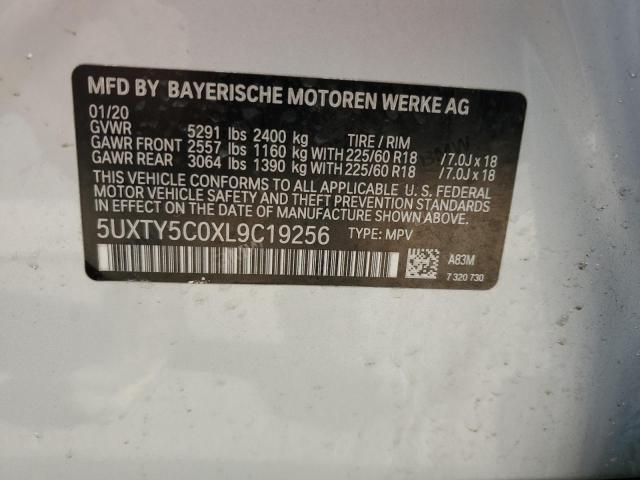 MFD BY BAYERISCHE MOTOREN WERKE AG
01/20
GVWR 5291 lbs 2400 kg TIRE / RIM
GAWR FRONT 2557 lbs 1160 kg WITH 225/60 R18 / 7.0J x 18
GAWR REAR 3064 lbs 1390 kg WITH 225/60 R18 / 7.0J x 18
THIS VEHICLE CONFORMS TO ALL APPLICABLE U. S. FEDERAL
MOTOR VEHICLE SAFETY AND THEFT PREVENTION
STANDARDS IN EFFECT ON THE DATE OF MANUFACTURE SHOWN ABOVE.
5UXTY5C0XL9C19256 TYPE: MPV
A83M
7 320 730